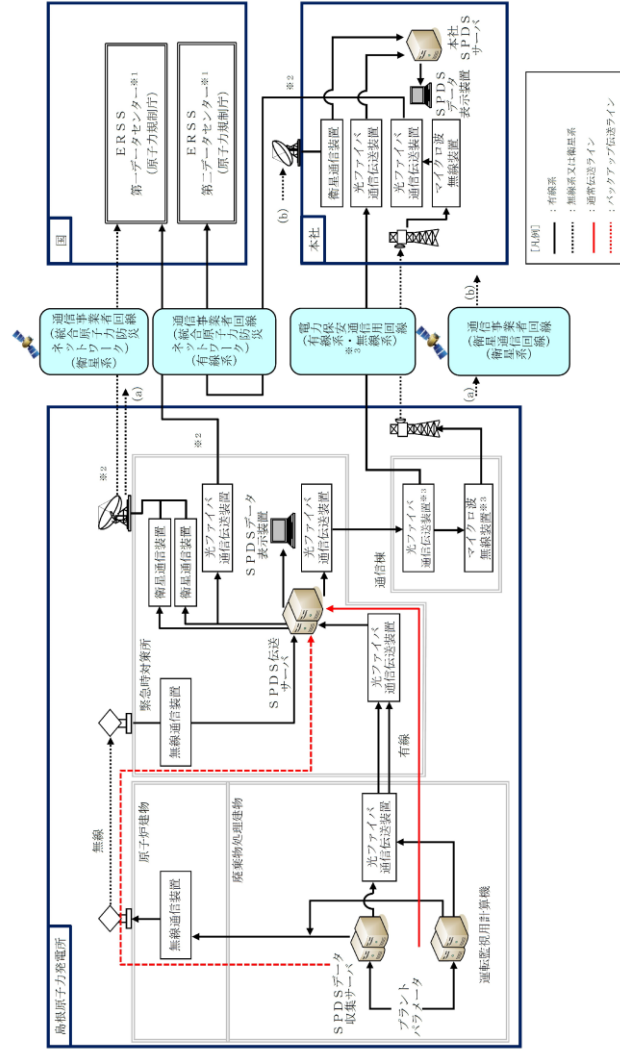 島根原子力発電所
無線
原子炉建物
無線通信装置
廃棄物処理建物
SPDSデータ
収集サーバ
プラント
パラメータ
運転監視用計算機
光ファイバ
通信伝送装置
有線
緊急時対策所
無線通信装置
SPDS伝送
サーバ
光ファイバ
通信伝送装置
※2
衛星通信装置
衛星通信装置
光ファイバ
通信伝送装置
※2
SPDSデータ
表示装置
光ファイバ
通信伝送装置
通信棟
光ファイバ
通信伝送装置※3
マイクロ波
無線装置※3
(a)
通信事業者回線
(統合原子力防災
ネットワーク)
(衛星系)
通信事業者回線
(統合原子力防災
ネットワーク)
(有線系)
電力保安通信用回線
(有線系・無線系)
※3
(a)
通信事業者回線
(衛星通信回線)
(衛星系)
(b)
国
ERSS
第一データセンター※1
(原子力規制庁)
ERSS
第二データセンター※1
(原子力規制庁)
本社
(b)
※2
衛星通信装置
光ファイバ
通信伝送装置
光ファイバ
通信伝送装置
マイクロ波
無線装置
本社
SPDS
サーバ
SPDS
データ
表示装置
[凡例]
:有線系
:無線系又は衛星系
:通常伝送ライン
:バックアップ伝送ライン